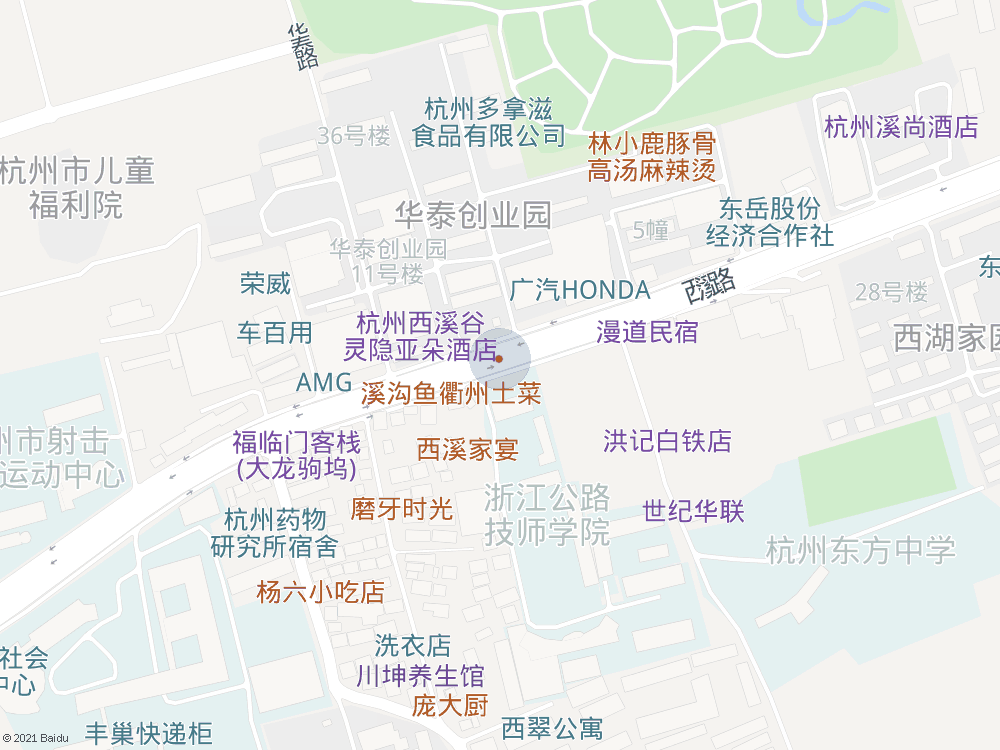 华泰路
杭州多拿滋
食品有限公司
36号楼
杭州溪尚酒店
林小鹿豚骨
高汤麻辣烫
杭州市儿童
福利院
华泰创业园
东岳股份
经济合作社
5幢
华泰创业园
11号楼
荣威
广汽HONDA
西溪路
28号楼
东
车百用
杭州西溪谷
灵隐亚朵酒店
漫道民宿
西湖家园
AMG
溪沟鱼衢州土菜
州市射击
运动中心
福临门客栈
(大龙驹坞)
西溪家宴
洪记白铁店
磨牙时光
浙江公路
技师学院
世纪华联
杭州药物
研究所宿舍
杭州东方中学
杨六小吃店
社会
中心
洗衣店
川坤养生馆
庞大厨
丰巢快递柜
西翠公寓
© 2021 Baidu